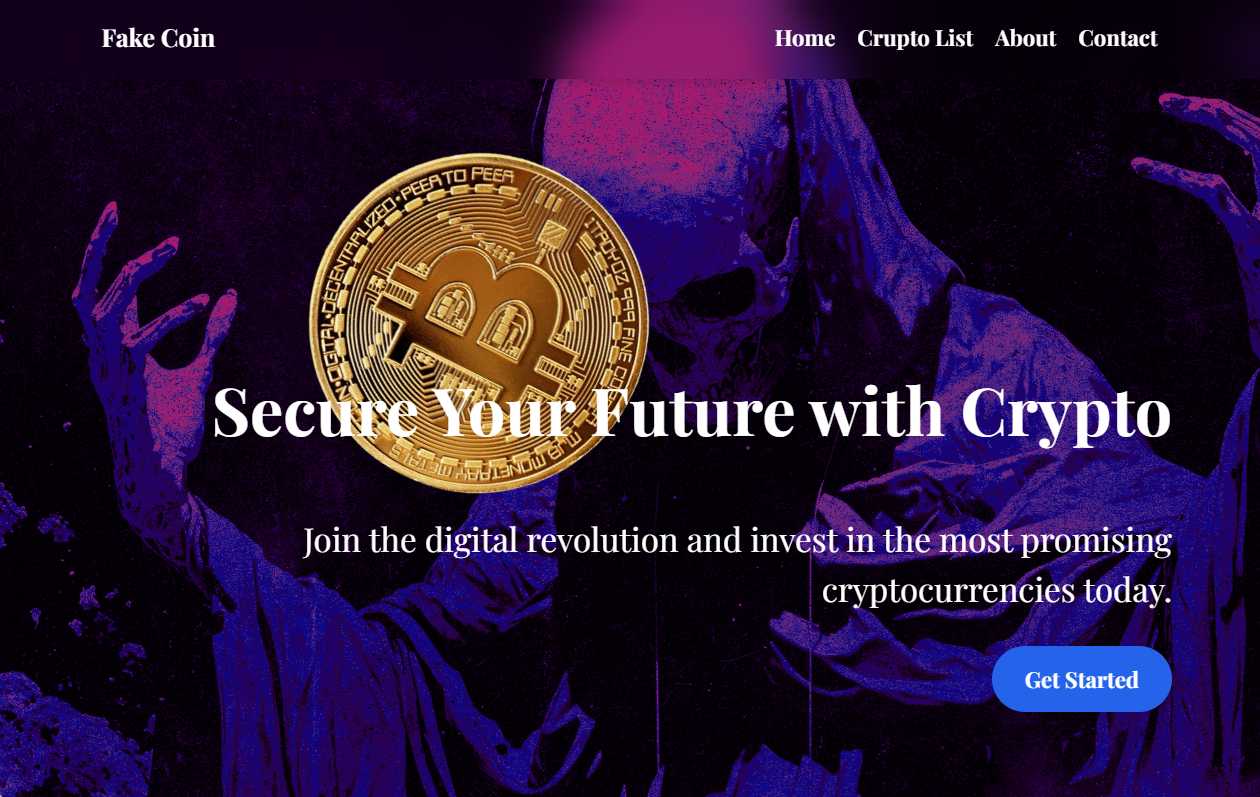 Fake Coin
Home Crupto List About Contact
DIGITAL • DECENTRALIZED • PEER TO PEER
Secure Your Future with Crypto
Join the digital revolution and invest in the most promising
cryptocurrencies today.
Get Started